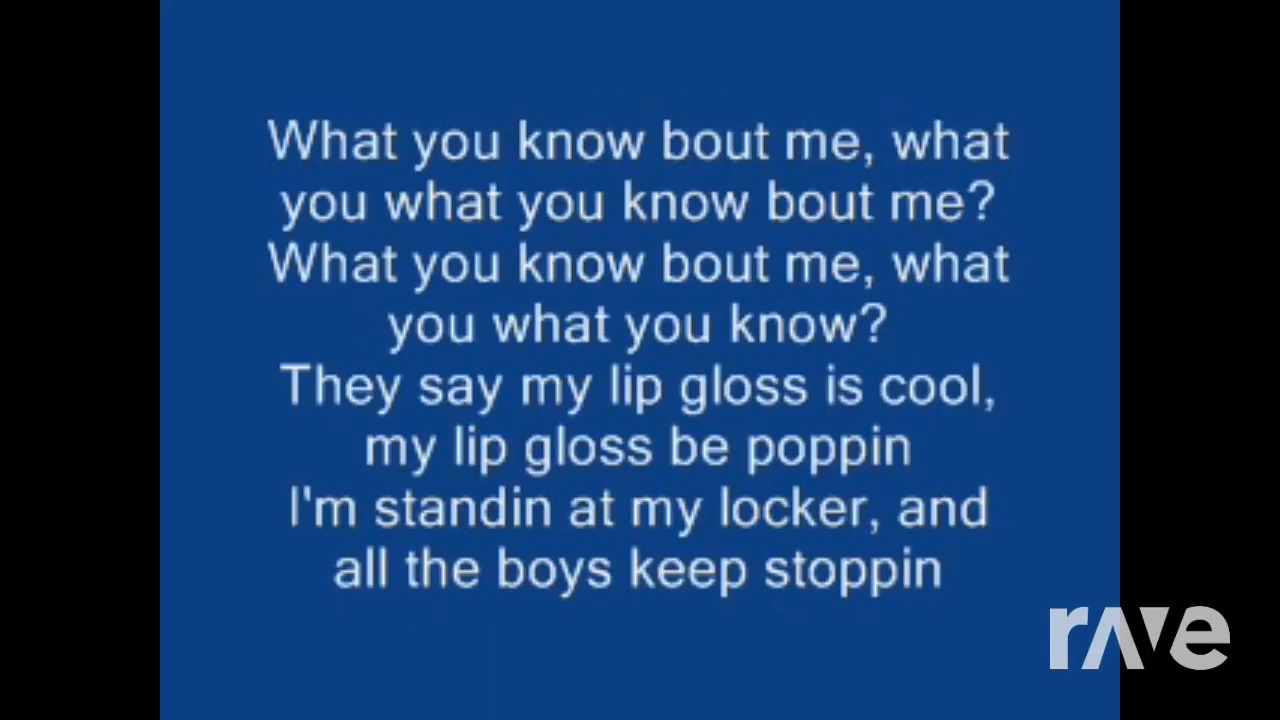 What you know bout me, what
you what you know bout me?
What you know bout me, what
you what you know?
They say my lip gloss is cool,
my lip gloss be poppin
I'm standin at my locker, and
all the boys keep stoppin
rave